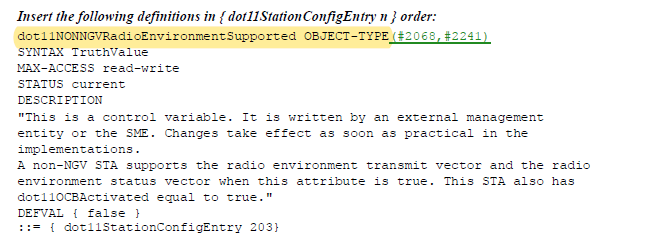 Insert the following definitions in { dot11StationConfigEntry n } order:
dot11NONNGVRadioEnvironmentSupported OBJECT-TYPE(#2068,#2241)
SYNTAX TruthValue
MAX-ACCESS read-write
STATUS current
DESCRIPTION
"This is a control variable. It is written by an external management
entity or the SME. Changes take effect as soon as practical in the
implementations.
A non-NGV STA supports the radio environment transmit vector and the radio
environment status vector when this attribute is true. This STA also has
dot11OCBActivated equal to true."
DEFVAL { false }
::= { dot11StationConfigEntry 203}